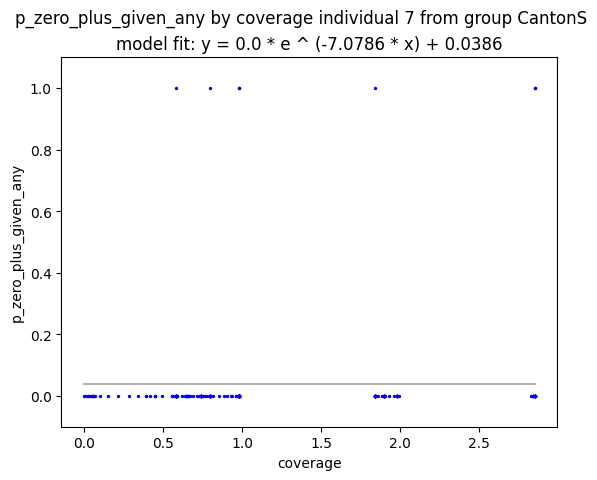 p_zero_plus_given_any by coverage individual 7 from group CantonS
model fit: y = 0.0 * e ^ (-7.0786 * x) + 0.0386
1.0
0.8
0.6
0.4
0.2
0.0
p_zero_plus_given_any
0.0 0.5 1.0 1.5 2.0 2.5
coverage